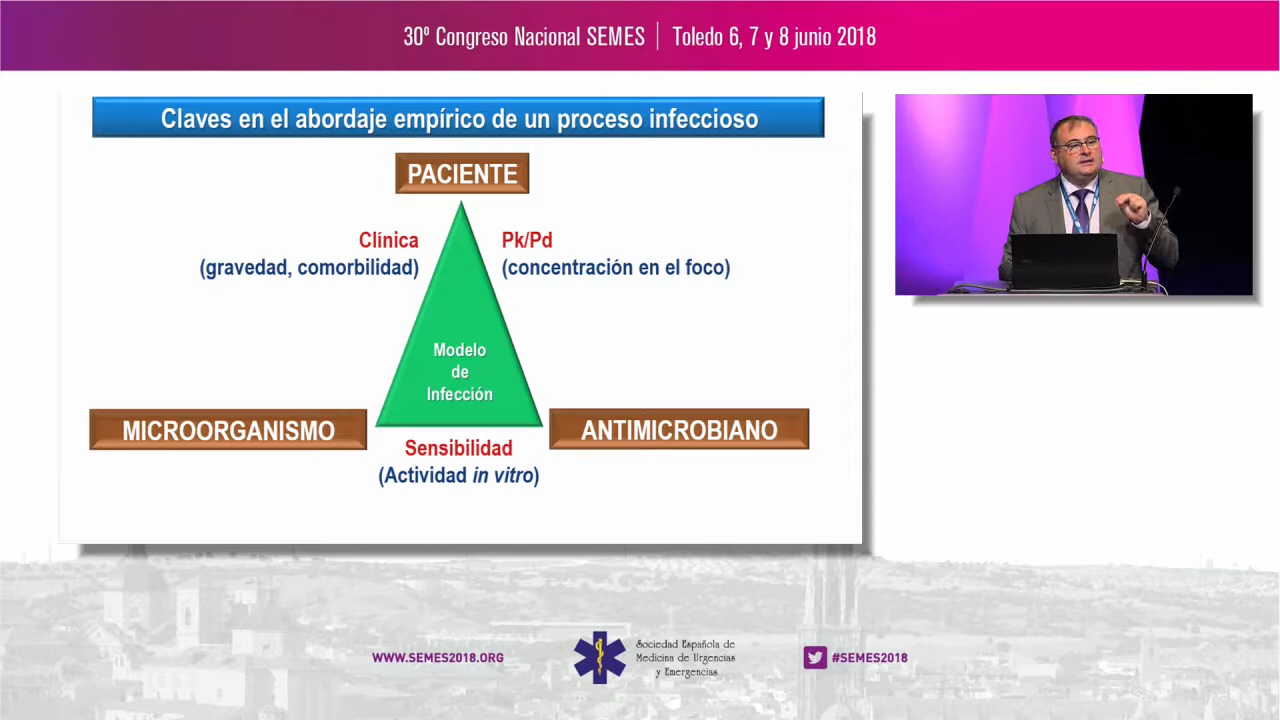 30º Congreso Nacional SEMES | Toledo 6, 7 y 8 junio 2018
Claves en el abordaje empírico de un proceso infeccioso
PACIENTE
Clínica
(gravedad, comorbilidad)
Pk/Pd
(concentración en el foco)
Modelo
de
Infección
MICROORGANISMO
ANTIMICROBIANO
Sensibilidad
(Actividad in vitro)
WWW.SEMES2018.ORG
Sociedad Española de
Medicina de Urgencias
y Emergencias
#SEMES2018